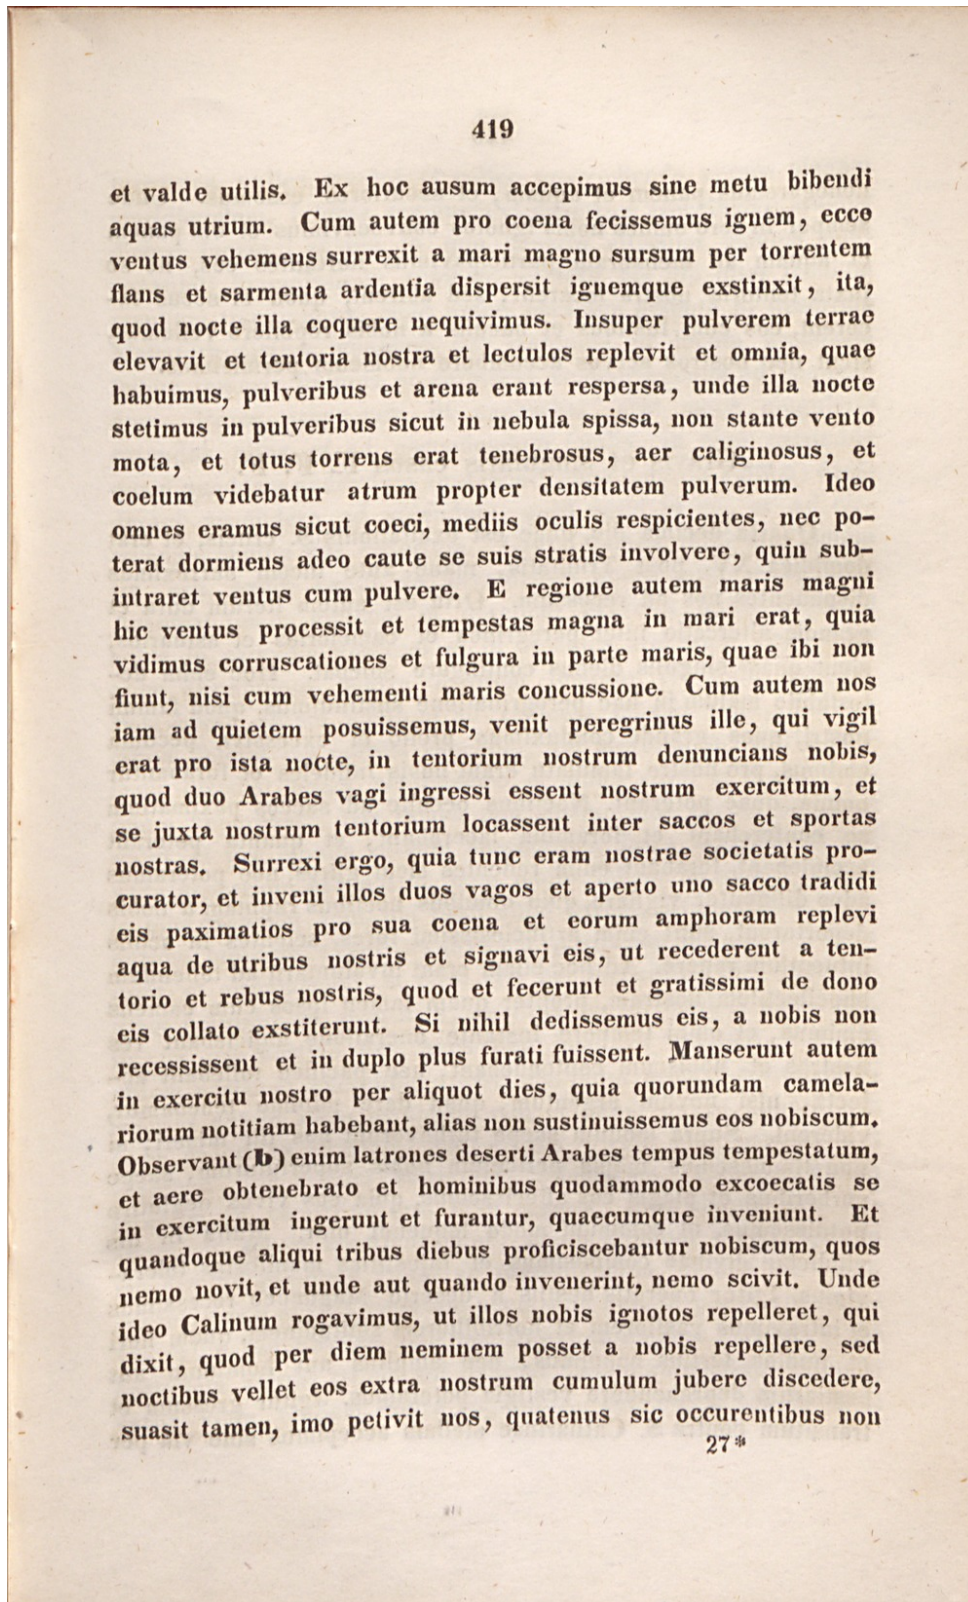 419
et valde utilis. Ex hoc ausum accepimus sine metu bibendi
aquas utrium. Cum autem pro coena fecissemus ignem, ecce
ventus vehemens surrexit a mari magno sursum per torrentem
flans et sarmenta ardentia dispersit ignemque exstinxit, ita,
quod nocte illa coquere nequivimus. Insuper pulverem terrae
elevavit et tentoria nostra et lectulos replevit et omnia, quae
habuimus, pulveribus et arena erant respersa, unde illa nocte
stetimus in pulveribus sicut in nebula spissa, non stante vento
mota, et totus torrens erat tenebrosus, aer caliginosus, et
coelum videbatur atrum propter densitatem pulverum. Ideo
omnes eramus sicut coeci, mediis oculis respicientes, nec po-
terat dormiens adeo caute se suis stratis involvere, quin sub-
intraret ventus cum pulvere. E regione autem maris magni
hic ventus processit et tempestas magna in mari erat, quia
vidimus corruscationes et fulgura in parte maris, quae ibi non
fiunt, nisi cum vehementi maris concussione. Cum autem nos
iam ad quietem posuissemus, venit peregrinus ille, qui vigil
erat pro ista nocte, in tentorium nostrum denuncians nobis,
quod duo Arabes vagi ingressi essent nostrum exercitum, et
se juxta nostrum tentorium locassent inter saccos et sportas
nostras. Surrexi ergo, quia tunc eram nostrae societatis pro-
curator, et inveni illos duos vagos et aperto uno sacco tradidi
eis paximatios pro sua coena et eorum amphoram replevi
aqua de utribus nostris et signavi eis, ut recederent a ten-
torio et rebus nostris, quod et fecerunt et gratissimi de dono
eis collato exstiterunt. Si nihil dedissemus eis, a nobis non
recessissent et in duplo plus furati fuissent. Manserunt autem
in exercitu nostro per aliquot dies, quia quorundam camela-
riorum notitiam habebant, alias non sustinuissemus eos nobiscum.
Observant (b) enim latrones deserti Arabes tempus tempestatum,
et aere obtenebrato et hominibus quodammodo excoecatis se
in exercitum ingerunt et furantur, quaecumque inveniunt. Et
quandoque aliqui tribus diebus proficiscebantur nobiscum, quos
nemo novit, et unde aut quando invenerint, nemo scivit. Unde
ideo Calinum rogavimus, ut illos nobis ignotos repelleret, qui
dixit, quod per diem neminem posset a nobis repellere, sed
noctibus vellet eos extra nostrum cumulum jubere discedere,
suasit tamen, imo petivit nos, quatenus sic occurentibus non
27*